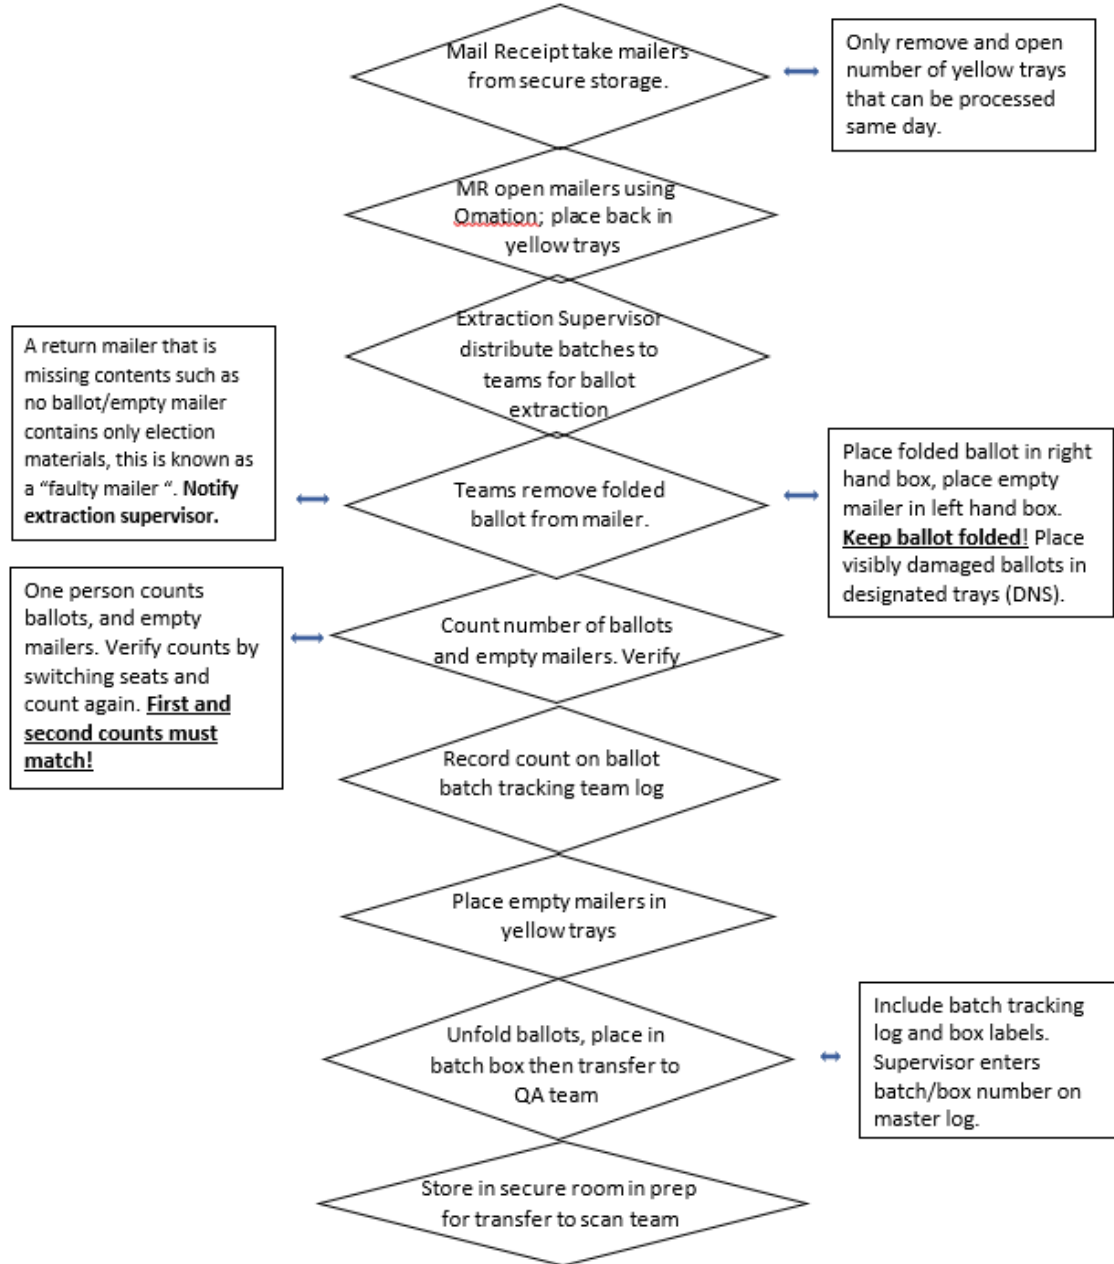 Mail Receipt take mailers
from secure storage.
Only remove and open
number of yellow trays
that can be processed
same day.
MR open mailers using
Omation; place back in
yellow trays
Extraction Supervisor
distribute batches to
teams for ballot
extraction
A return mailer that is
missing contents such as
no ballot/empty mailer
contains only election
materials, this is known as
a “faulty mailer “. Notify
extraction supervisor.
Teams remove folded
ballot from mailer.
Place folded ballot in right
hand box, place empty
mailer in left hand box.
Keep ballot folded! Place
visibly damaged ballots in
designated trays (DNS).
One person counts
ballots, and empty
mailers. Verify counts by
switching seats and
count again. First and
second counts must
match!
Count number of ballots
and empty mailers. Verify
Record count on ballot
batch tracking team log
Place empty mailers in
yellow trays
Unfold ballots, place in
batch box then transfer to
QA team
Include batch tracking
log and box labels.
Supervisor enters
batch/box number on
master log.
Store in secure room in prep
for transfer to scan team